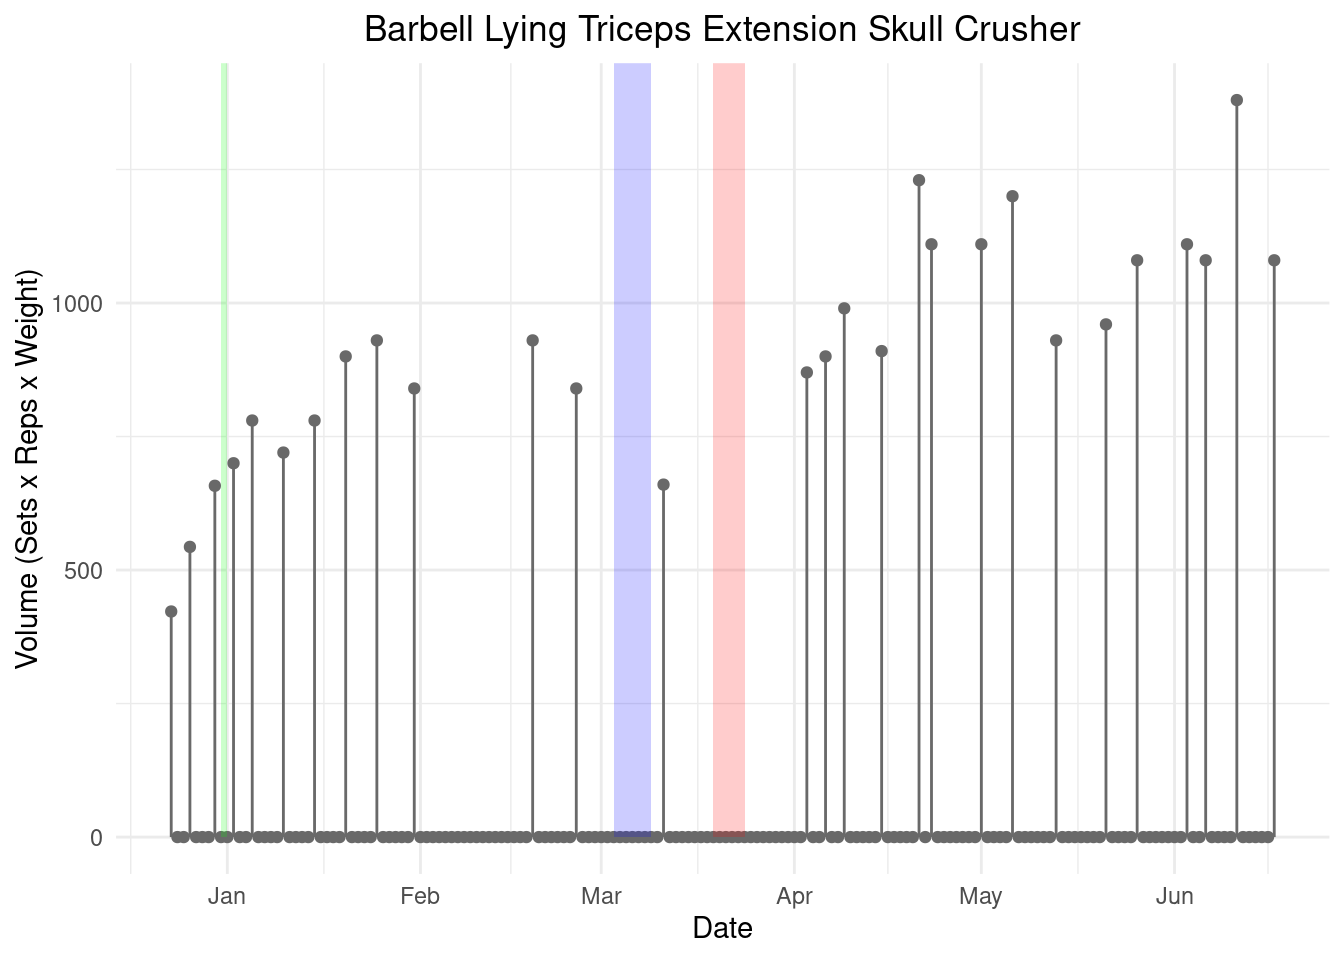 Barbell Lying Triceps Extension Skull Crusher
Volume (Sets x Reps x Weight)
1000
500
0
Jan Feb Mar Apr May Jun
Date